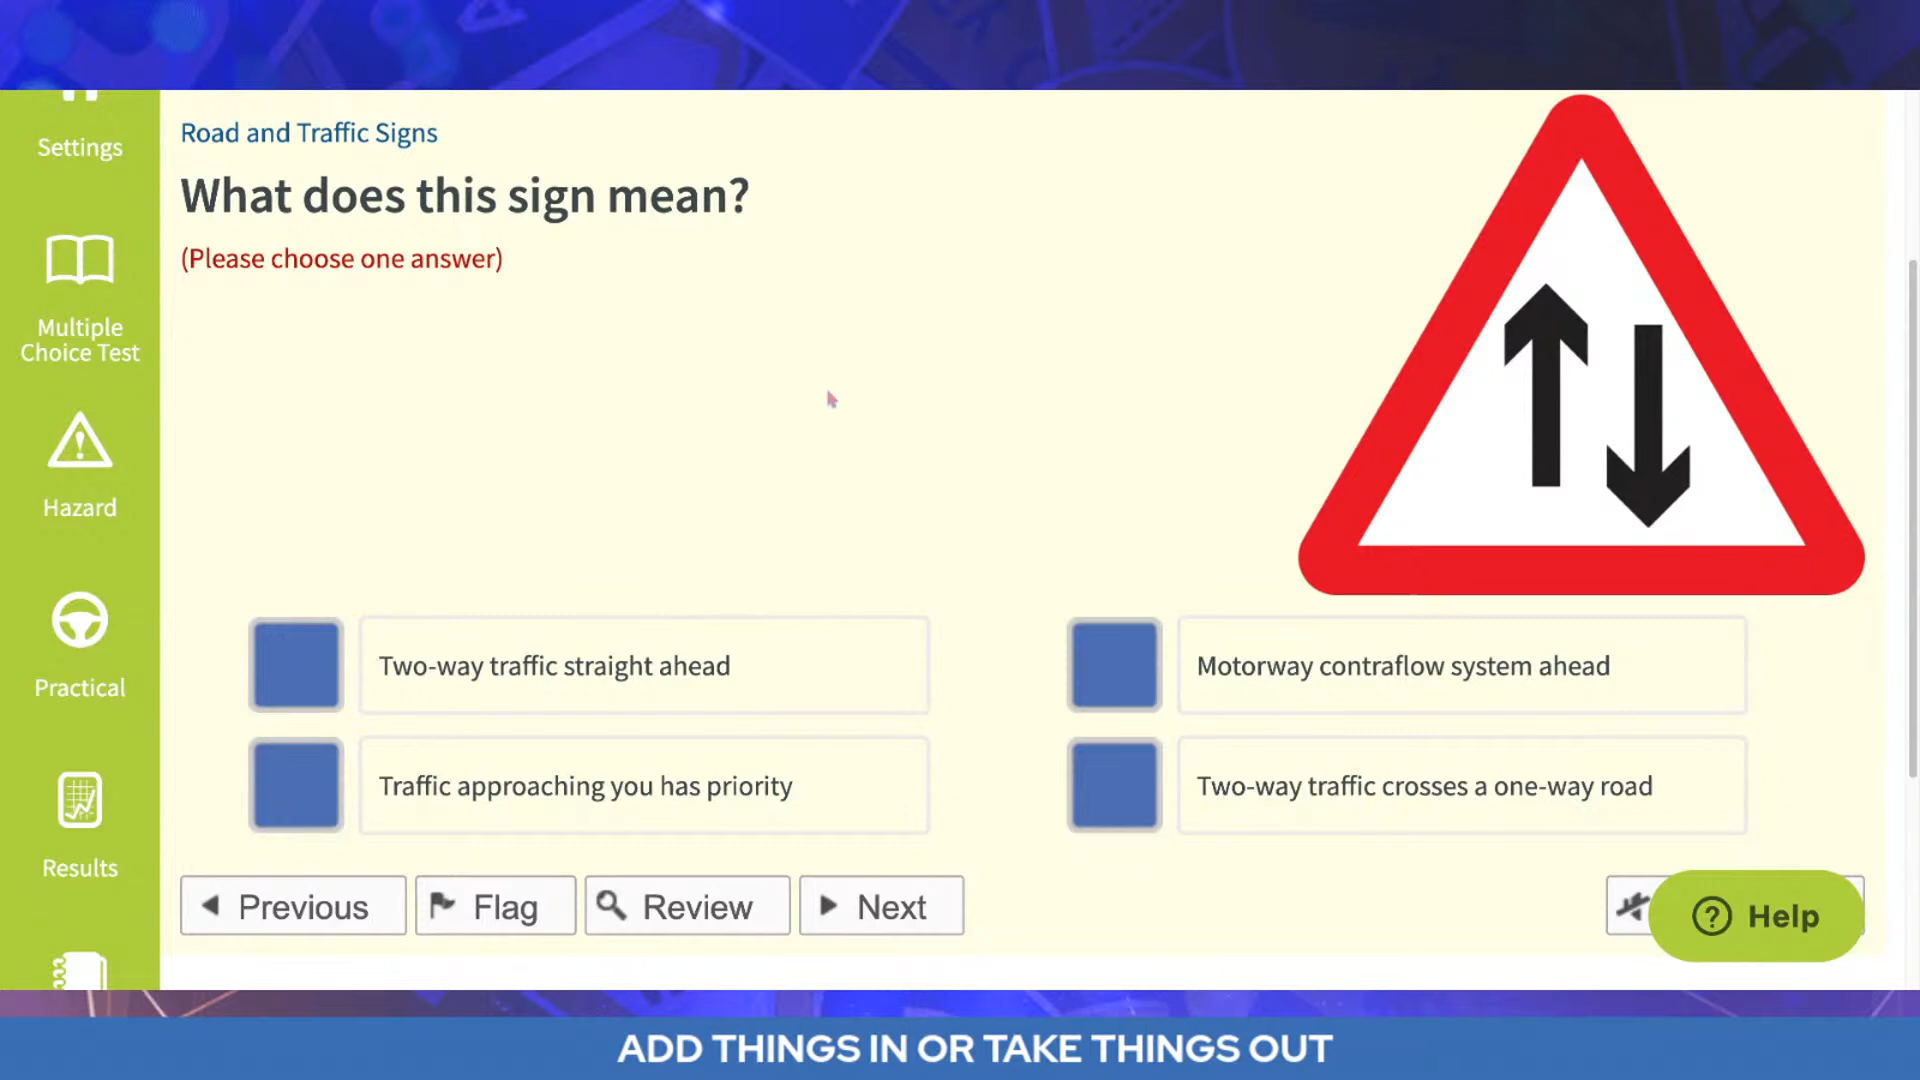 Settings
Multiple
Choice Test
Hazard
Practical
Results
Road and Traffic Signs
What does this sign mean?
(Please choose one answer)
Two-way traffic straight ahead
Motorway contraflow system ahead
Traffic approaching you has priority
Two-way traffic crosses a one-way road
Previous
Flag
Review
Next
Help
ADD THINGS IN OR TAKE THINGS OUT